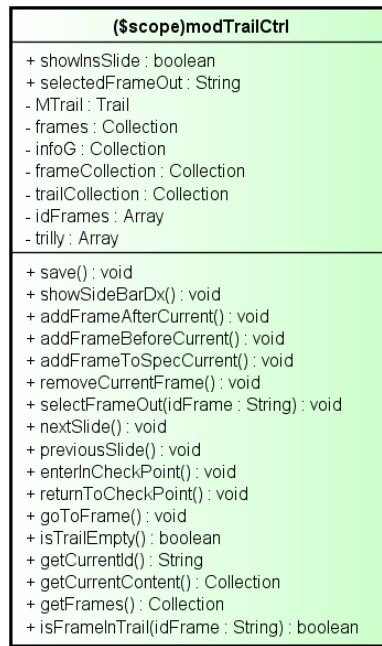 ($scope)modTrailCtrl
+ showInsSlide : boolean
+ selectedFrameOut : String
- MTrail : Trail
- frames : Collection
- infoG : Collection
- frameCollection : Collection
- trailCollection : Collection
- idFrames : Array
- trilly : Array
+ save() : void
+ showSideBarDx() : void
+ addFrameAfterCurrent() : void
+ addFrameBeforeCurrent() : void
+ addFrameToSpecCurrent() : void
+ removeCurrentFrame() : void
+ selectFrameOut(idFrame : String) : void
+ nextSlide() : void
+ previousSlide() : void
+ enterInCheckPoint() : void
+ returnToCheckPoint() : void
+ goToFrame() : void
+ isTrailEmpty() : boolean
+ getCurrentId() : String
+ getCurrentContent() : Collection
+ getFrames() : Collection
+ isFrameInTrail(idFrame : String) : boolean